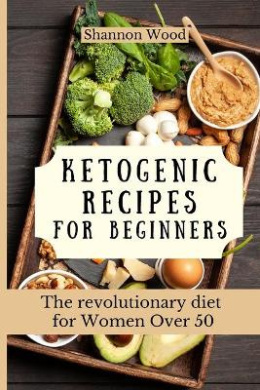 Shannon Wood
KETOGENIC
RECIPES
FOR BEGINNERS
The revolutionary diet
for Women Over 50